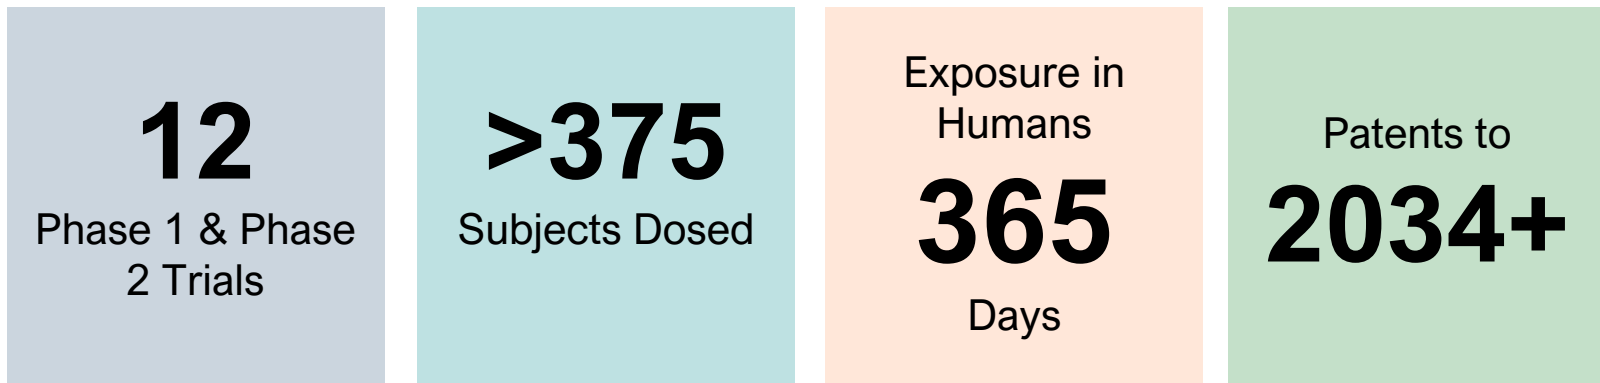 12
Phase 1 & Phase
2 Trials
>375
Subjects Dosed
Exposure in
Humans
365
Days
Patents to
2034+